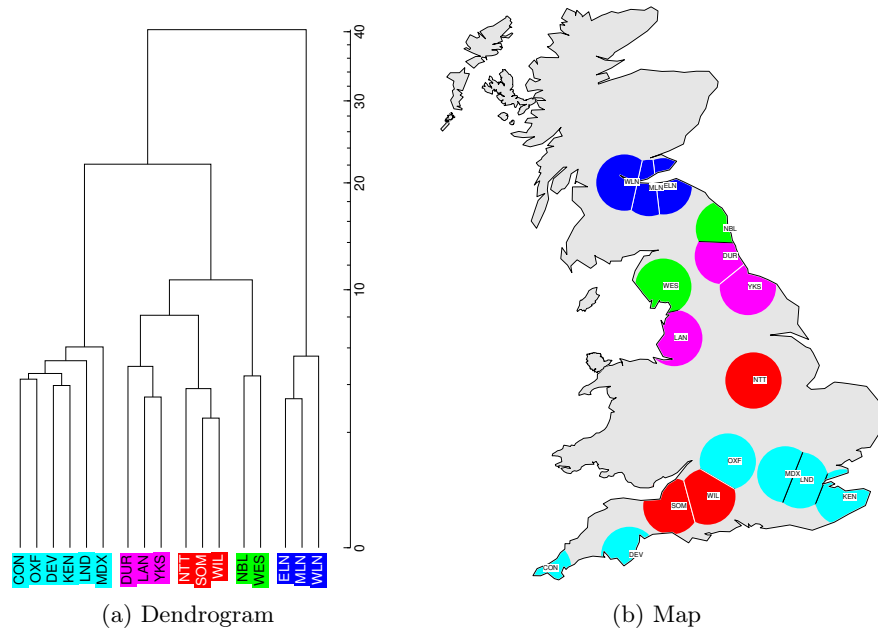 40
30
20
10
0
CON
OXF
DEV
KEN
LND
MDX
DUR
LAN
YKS
NTT
SOM
WIL
NBL
WES
ELN
MLN
WLN
(a) Dendrogram
WLN
MLN
ELN
NBL
DUR
WES
YKS
LAN
NTT
OXF
MDX
LND
WIL
KEN
SOM
DEV
CON
(b) Map